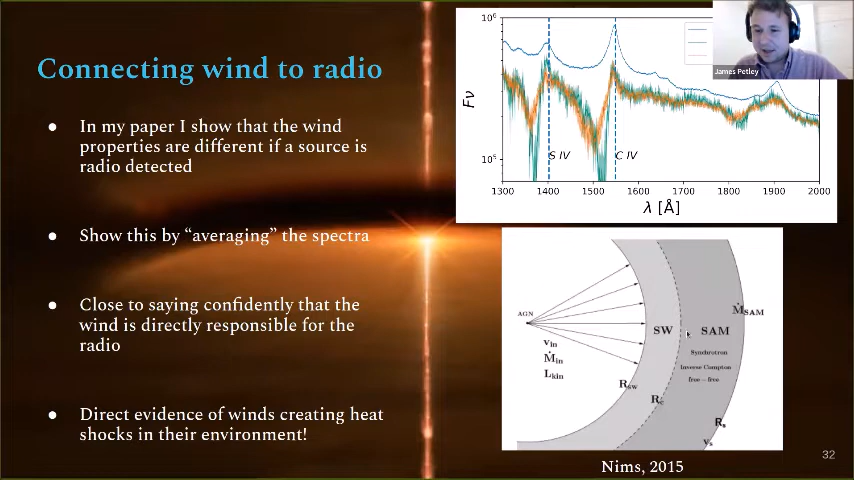 Connecting wind to radio
● In my paper I show that the wind
properties are different if a source is
radio detected
● Show this by “averaging” the spectra
● Close to saying confidently that the
wind is directly responsible for the
radio
● Direct evidence of winds creating heat
shocks in their environment!
James Petley
10⁶
Fν
10⁵
S IV
C IV
1300 1400 1500 1600 1700 1800 1900 2000
λ [Å]
AGN
v_in
Ṁ_in
L_kin
SW
SAM
Ṁ_SAM
Synchrotron
Inverse Compton
free – free
R_sw
R_c
R_s
v_s
Nims, 2015
32